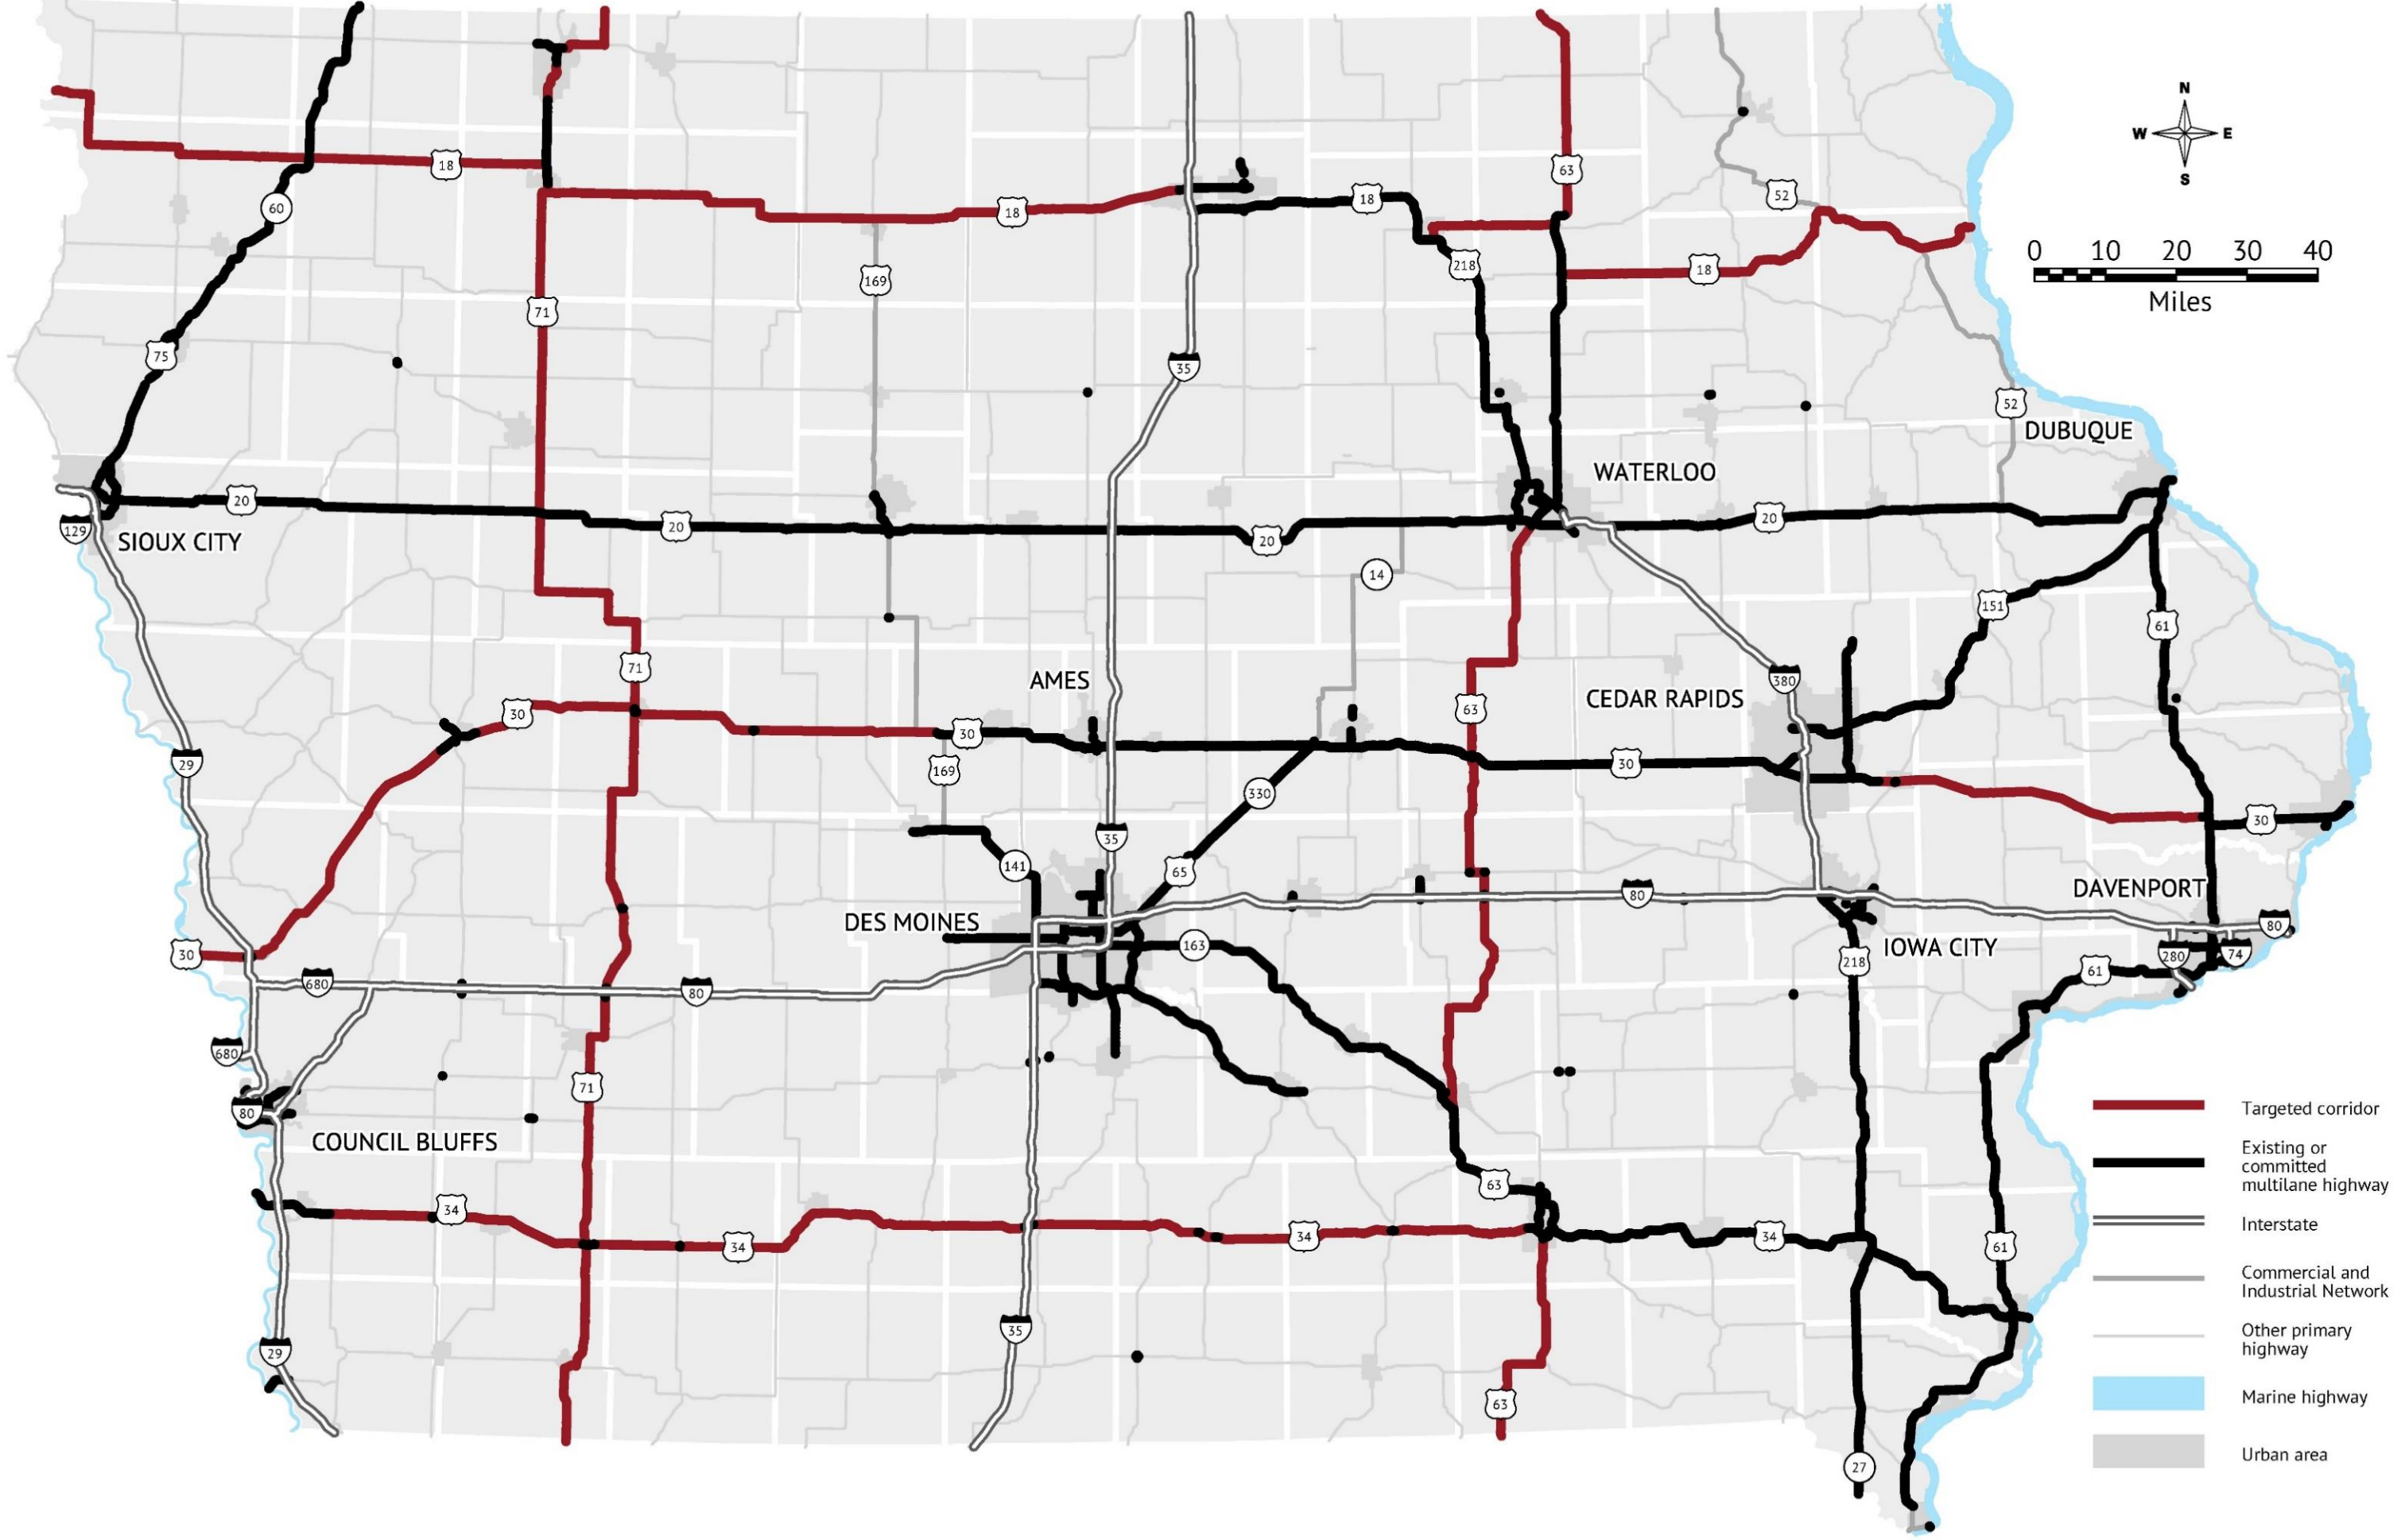 N
W E
S
0 10 20 30 40
Miles
18
60
63
52
18
18
169
218
18
71
75
35
52
DUBUQUE
WATERLOO
20
20
20
20
129
SIOUX CITY
14
151
61
71
AMES
380
CEDAR RAPIDS
63
30
30
29
169
30
330
30
35
141
65
DES MOINES
80
DAVENPORT
163
IOWA CITY
80
30
218
280
74
61
680
80
680
71
80
COUNCIL BLUFFS
63
34
34
34
34
61
29
35
63
27
Targeted corridor
Existing or
committed
multilane highway
Interstate
Commercial and
Industrial Network
Other primary
highway
Marine highway
Urban area